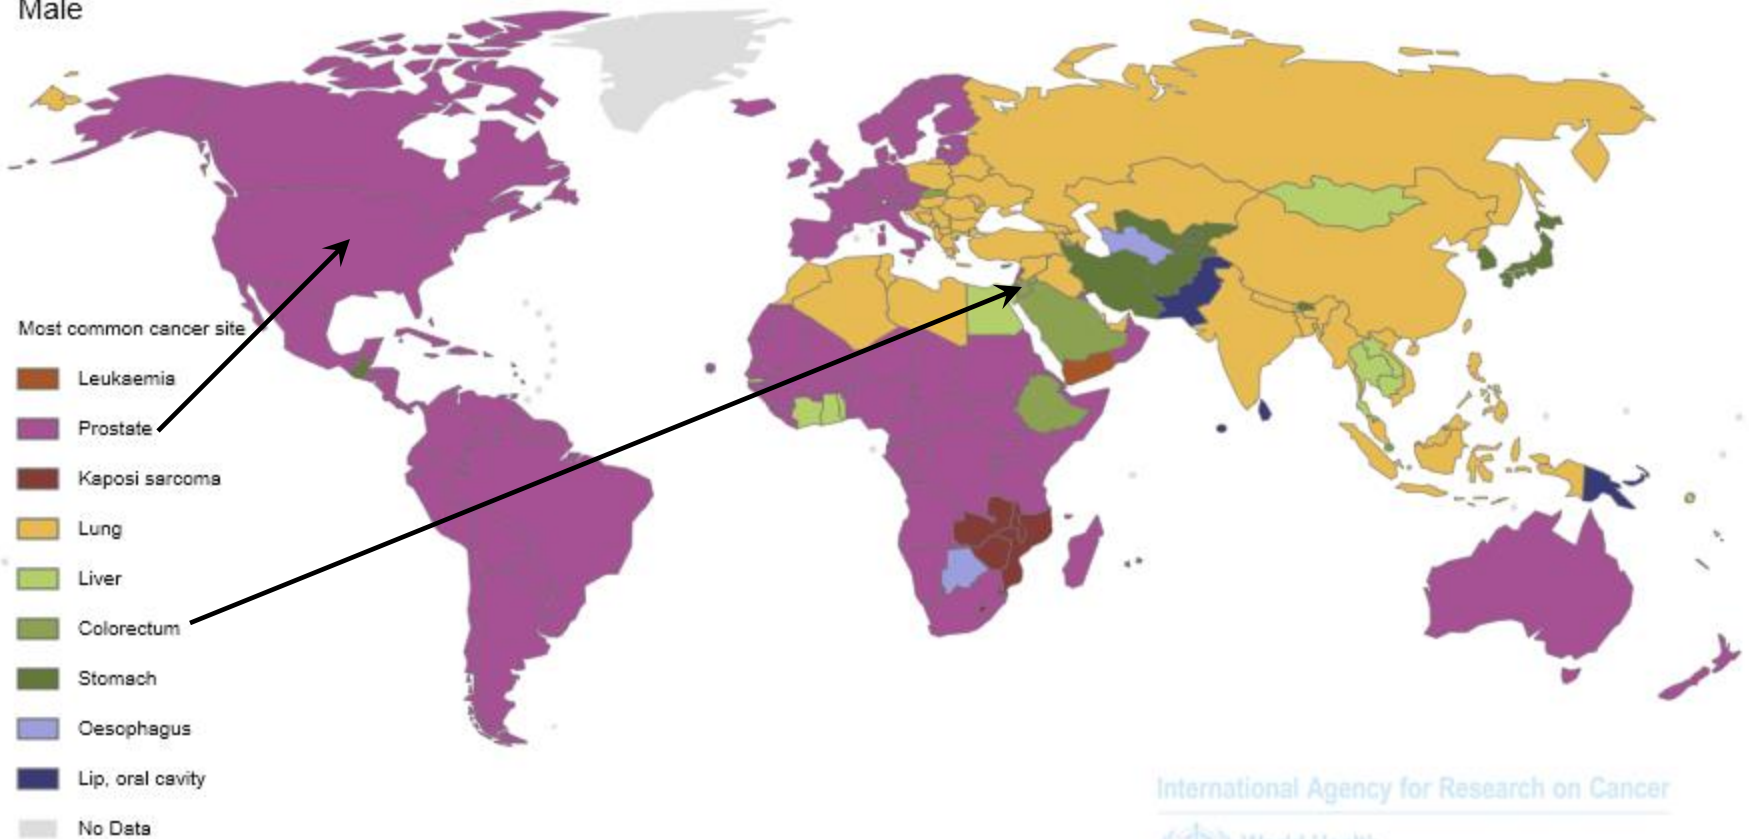 Male
Most common cancer site
Leukaemia
Prostate
Kaposi sarcoma
Lung
Liver
Colorectum
Stomach
Oesophagus
Lip, oral cavity
No Data
International Agency for Research on Cancer